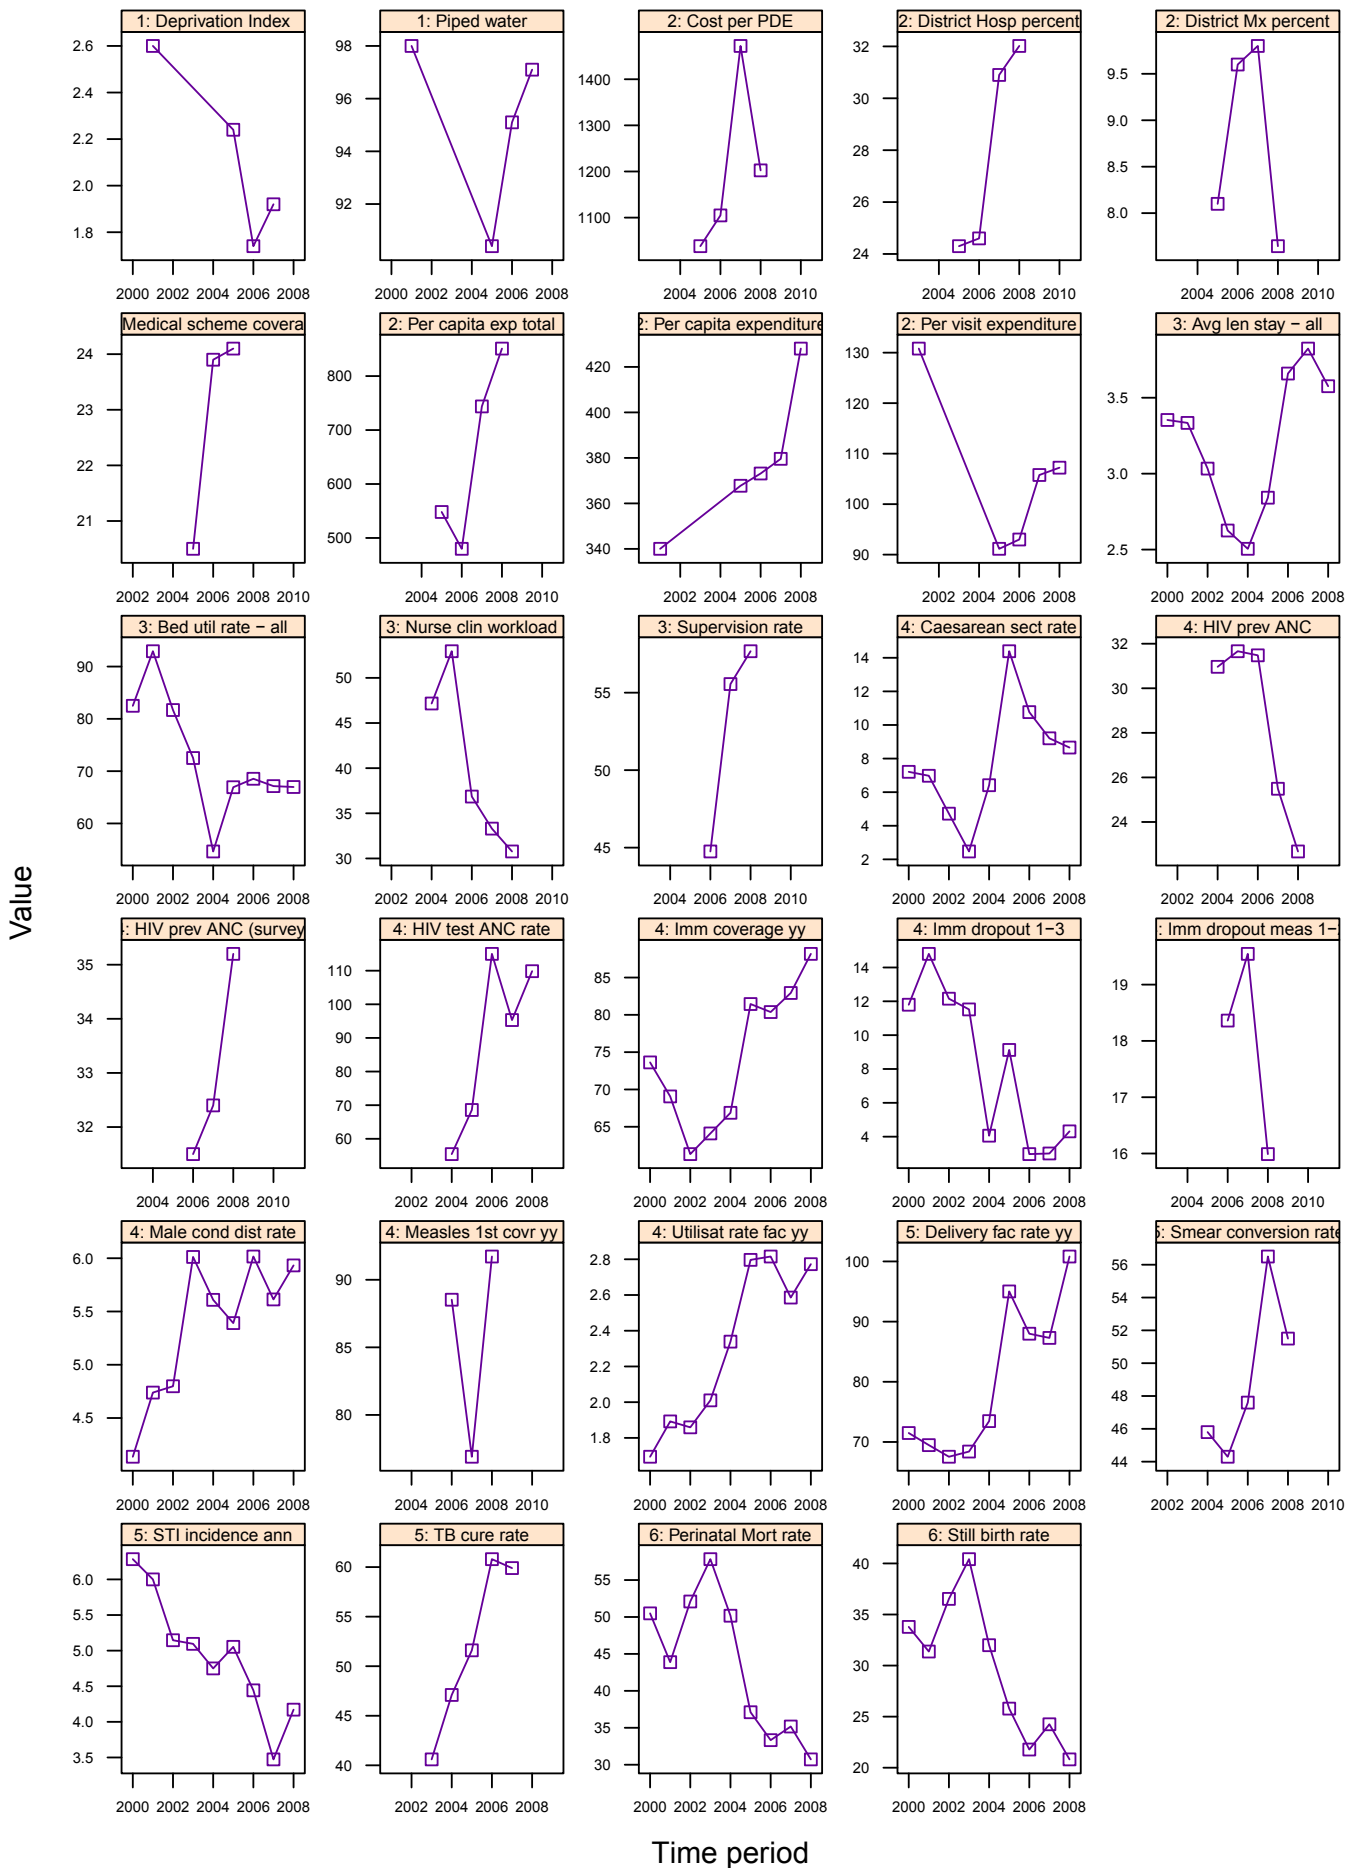 1: Deprivation Index 1: Piped water 2: Cost per PDE 2: District Hosp percent 2: District Mx percent
2.6 98 1400 32 9.5
2.4 96 1300 30 9.0
2.2 94 1200 28 8.5
2.0 92 1100 26 8.0
1.8 24
2000 2002 2004 2006 2008 2000 2002 2004 2006 2008 2004 2006 2008 2010 2004 2006 2008 2010 2004 2006 2008 2010
Medical scheme covera 2: Per capita exp total 2: Per capita expenditure 2: Per visit expenditure 3: Avg len stay − all
24 800 420 130 3.5
23 700 400 120 3.0
22 600 380 110 2.5
21 500 360 100
340 90
2002 2004 2006 2008 2010 2004 2006 2008 2010 2002 2004 2006 2008 2002 2004 2006 2008 2000 2002 2004 2006 2008
3: Bed util rate − all 3: Nurse clin workload 3: Supervision rate 4: Caesarean sect rate 4: HIV prev ANC
90 50 55 14 32
80 45 50 12 30
70 40 45 10 28
60 35 8 26
30 6 24
4
2
2000 2002 2004 2006 2008 2002 2004 2006 2008 2010 2004 2006 2008 2010 2000 2002 2004 2006 2008 2002 2004 2006 2008
Value
: HIV prev ANC (survey 4: HIV test ANC rate 4: Imm coverage yy 4: Imm dropout 1−3 : Imm dropout meas 1−
35 110 85 14 19
34 100 80 12 18
33 90 75 10 17
32 80 70 8 16
70 65 6
60 4
2004 2006 2008 2010 2002 2004 2006 2008 2000 2002 2004 2006 2008 2000 2002 2004 2006 2008 2004 2006 2008 2010
4: Male cond dist rate 4: Measles 1st covr yy 4: Utilisat rate fac yy 5: Delivery fac rate yy 5: Smear conversion rate
6.0 90 2.8 100 56
5.5 85 2.6 90 54
5.0 80 2.4 80 52
4.5 2.2 70 50
2.0 48
1.8 46
44
2000 2002 2004 2006 2008 2004 2006 2008 2010 2000 2002 2004 2006 2008 2000 2002 2004 2006 2008 2002 2004 2006 2008 2010
5: STI incidence ann 5: TB cure rate 6: Perinatal Mort rate 6: Still birth rate
6.0 60 55 40
5.5 55 50 35
5.0 50 45 30
4.5 45 40 25
4.0 40 35 20
3.5 30
2000 2002 2004 2006 2008 2002 2004 2006 2008 2000 2002 2004 2006 2008 2000 2002 2004 2006 2008
Time period